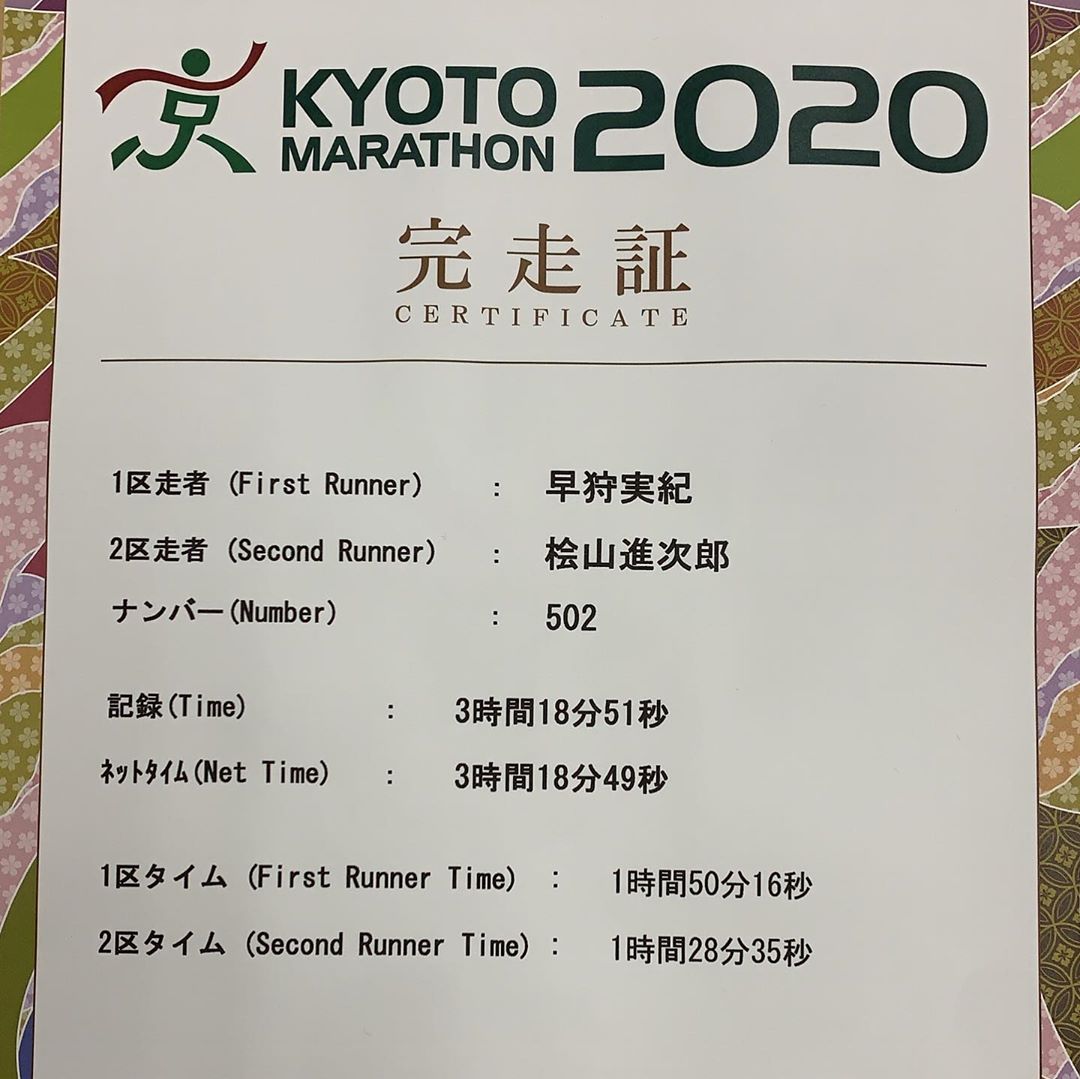 京 KYOTO MARATHON 2020
完走証
CERTIFICATE
1区走者 (First Runner) : 早狩実紀
2区走者 (Second Runner) : 桧山進次郎
ナンバー(Number) : 502
記録(Time) : 3時間18分51秒
ﾈｯﾄﾀｲﾑ(Net Time) : 3時間18分49秒
1区タイム (First Runner Time) : 1時間50分16秒
2区タイム (Second Runner Time) : 1時間28分35秒